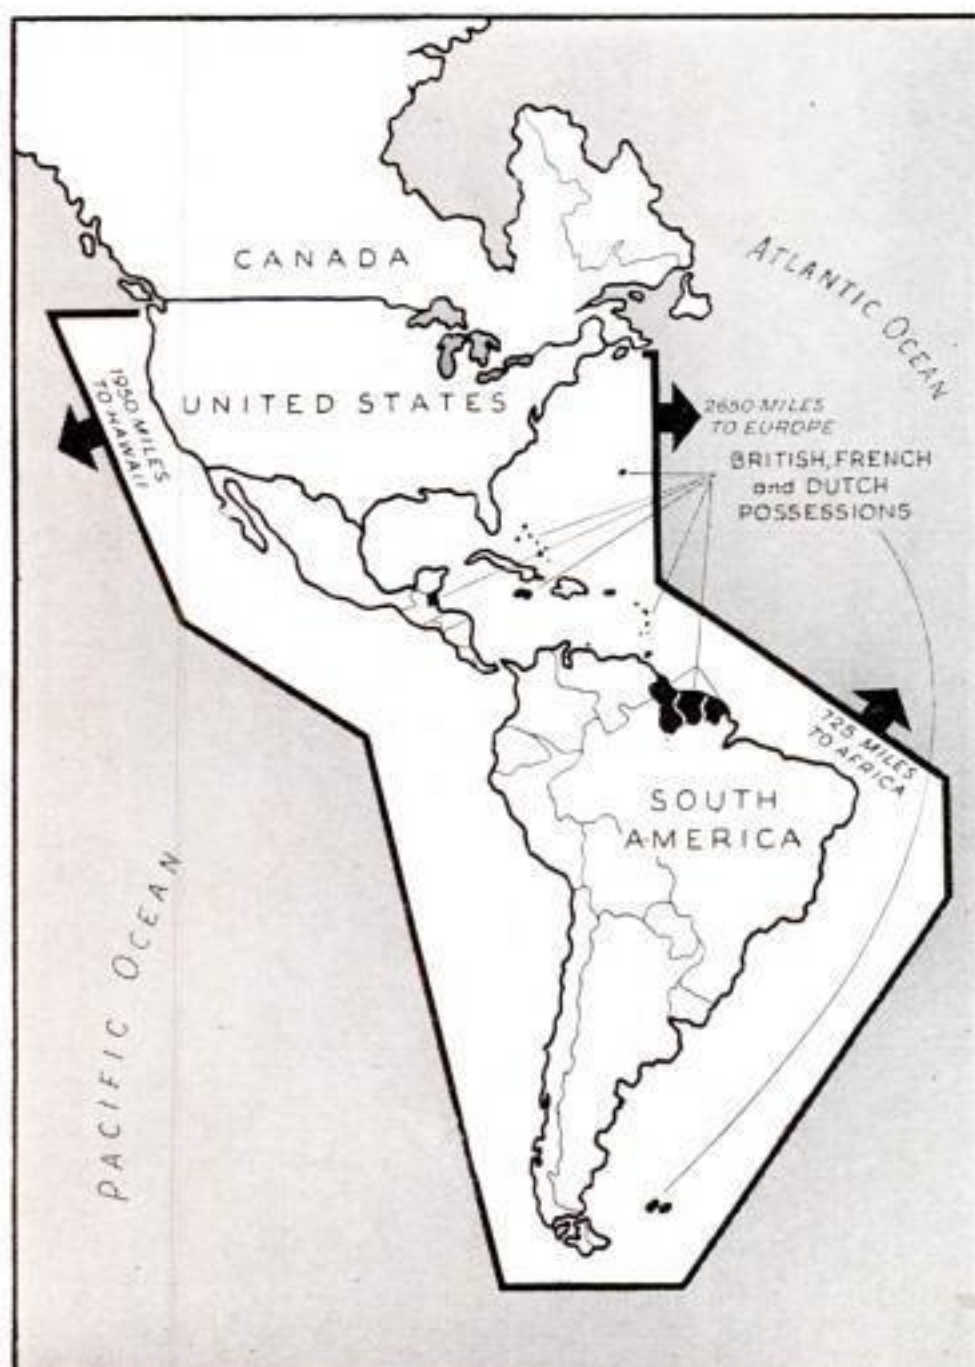 CANADA
ATLANTIC OCEAN
1950 MILES
TO HAWAII
UNITED STATES
2650 MILES
TO EUROPE
BRITISH, FRENCH
and DUTCH
POSSESSIONS
725 MILES
TO AFRICA
SOUTH
AMERICA
PACIFIC OCEAN